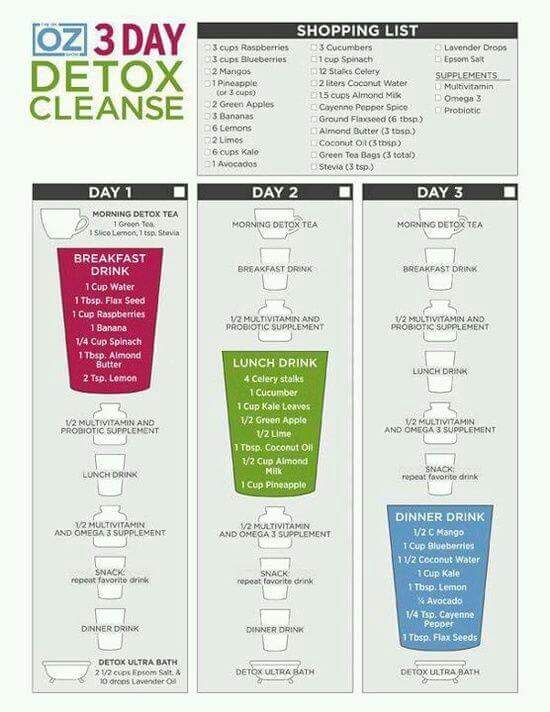 THE DR.
OZ 3 DAY
SHOW
DETOX
CLEANSE
SHOPPING LIST
3 cups Raspberries
3 cups Blueberries
2 Mangos
1 Pineapple
(or 3 cups)
2 Green Apples
3 Bananas
6 Lemons
2 Limes
6 cups Kale
1 Avocados
3 Cucumbers
1 cup Spinach
12 Stalks Celery
2 liters Coconut Water
1.5 cups Almond Milk
Cayenne Pepper Spice
Ground Flaxseed (6 tbsp.)
Almond Butter (3 tbsp.)
Coconut Oil (3 tbsp.)
Green Tea Bags (3 total)
Stevia (3 tsp.)
Lavender Drops
Epsom Salt
SUPPLEMENTS
Multivitamin
Omega 3
Probiotic
DAY 1
MORNING DETOX TEA
1 Green Tea,
1 Slice Lemon, 1 tsp. Stevia
BREAKFAST
DRINK
1 Cup Water
1 Tbsp. Flax Seed
1 Cup Raspberries
1 Banana
1/4 Cup Spinach
1 Tbsp. Almond
Butter
2 Tsp. Lemon
1/2 MULTIVITAMIN AND
PROBIOTIC SUPPLEMENT
LUNCH DRINK
1/2 MULTIVITAMIN
AND OMEGA 3 SUPPLEMENT
SNACK:
repeat favorite drink
DINNER DRINK
DETOX ULTRA BATH
2 1/2 cups Epsom Salt, &
10 drops Lavender Oil
DAY 2
MORNING DETOX TEA
BREAKFAST DRINK
1/2 MULTIVITAMIN AND
PROBIOTIC SUPPLEMENT
LUNCH DRINK
4 Celery stalks
1 Cucumber
1 Cup Kale Leaves
1/2 Green Apple
1/2 Lime
1 Tbsp. Coconut Oil
1/2 Cup Almond
Milk
1 Cup Pineapple
1/2 MULTIVITAMIN
AND OMEGA 3 SUPPLEMENT
SNACK:
repeat favorite drink
DINNER DRINK
DETOX ULTRA BATH
DAY 3
MORNING DETOX TEA
BREAKFAST DRINK
1/2 MULTIVITAMIN AND
PROBIOTIC SUPPLEMENT
LUNCH DRINK
1/2 MULTIVITAMIN
AND OMEGA 3 SUPPLEMENT
SNACK:
repeat favorite drink
DINNER DRINK
1/2 C Mango
1 Cup Blueberries
1 1/2 Coconut Water
1 Cup Kale
1 Tbsp. Lemon
¼ Avocado
1/4 Tsp. Cayenne
Pepper
1 Tbsp. Flax Seeds
DETOX ULTRA BATH